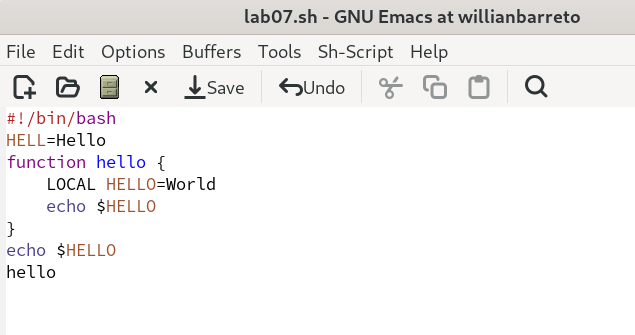 lab07.sh - GNU Emacs at willianbarreto
File Edit Options Buffers Tools Sh-Script Help
Save Undo
#!/bin/bash
HELL=Hello
function hello {
    LOCAL HELLO=World
    echo $HELLO
}
echo $HELLO
hello